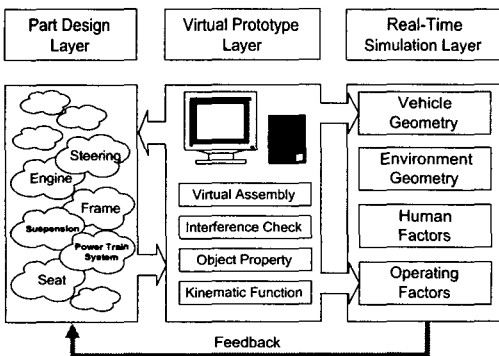 Part Design
Layer
Virtual Prototype
Layer
Real-Time
Simulation Layer
Steering
Engine
Frame
Suspension
Power Train
System
Seat
Virtual Assembly
Interference Check
Object Property
Kinematic Function
Vehicle
Geometry
Environment
Geometry
Human
Factors
Operating
Factors
Feedback